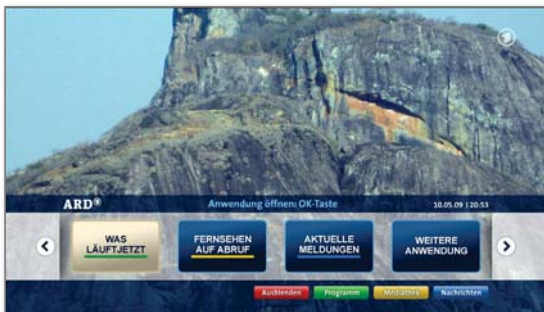 ARD®
Anwendung öffnen: OK-Taste
10.05.09 | 20:53
WAS
LÄUFTJETZT
FERNSEHEN
AUF ABRUF
AKTUELLE
MELDUNGEN
WEITERE
ANWENDUNG
Ausblenden
Programm
Mediathek
Nachrichten